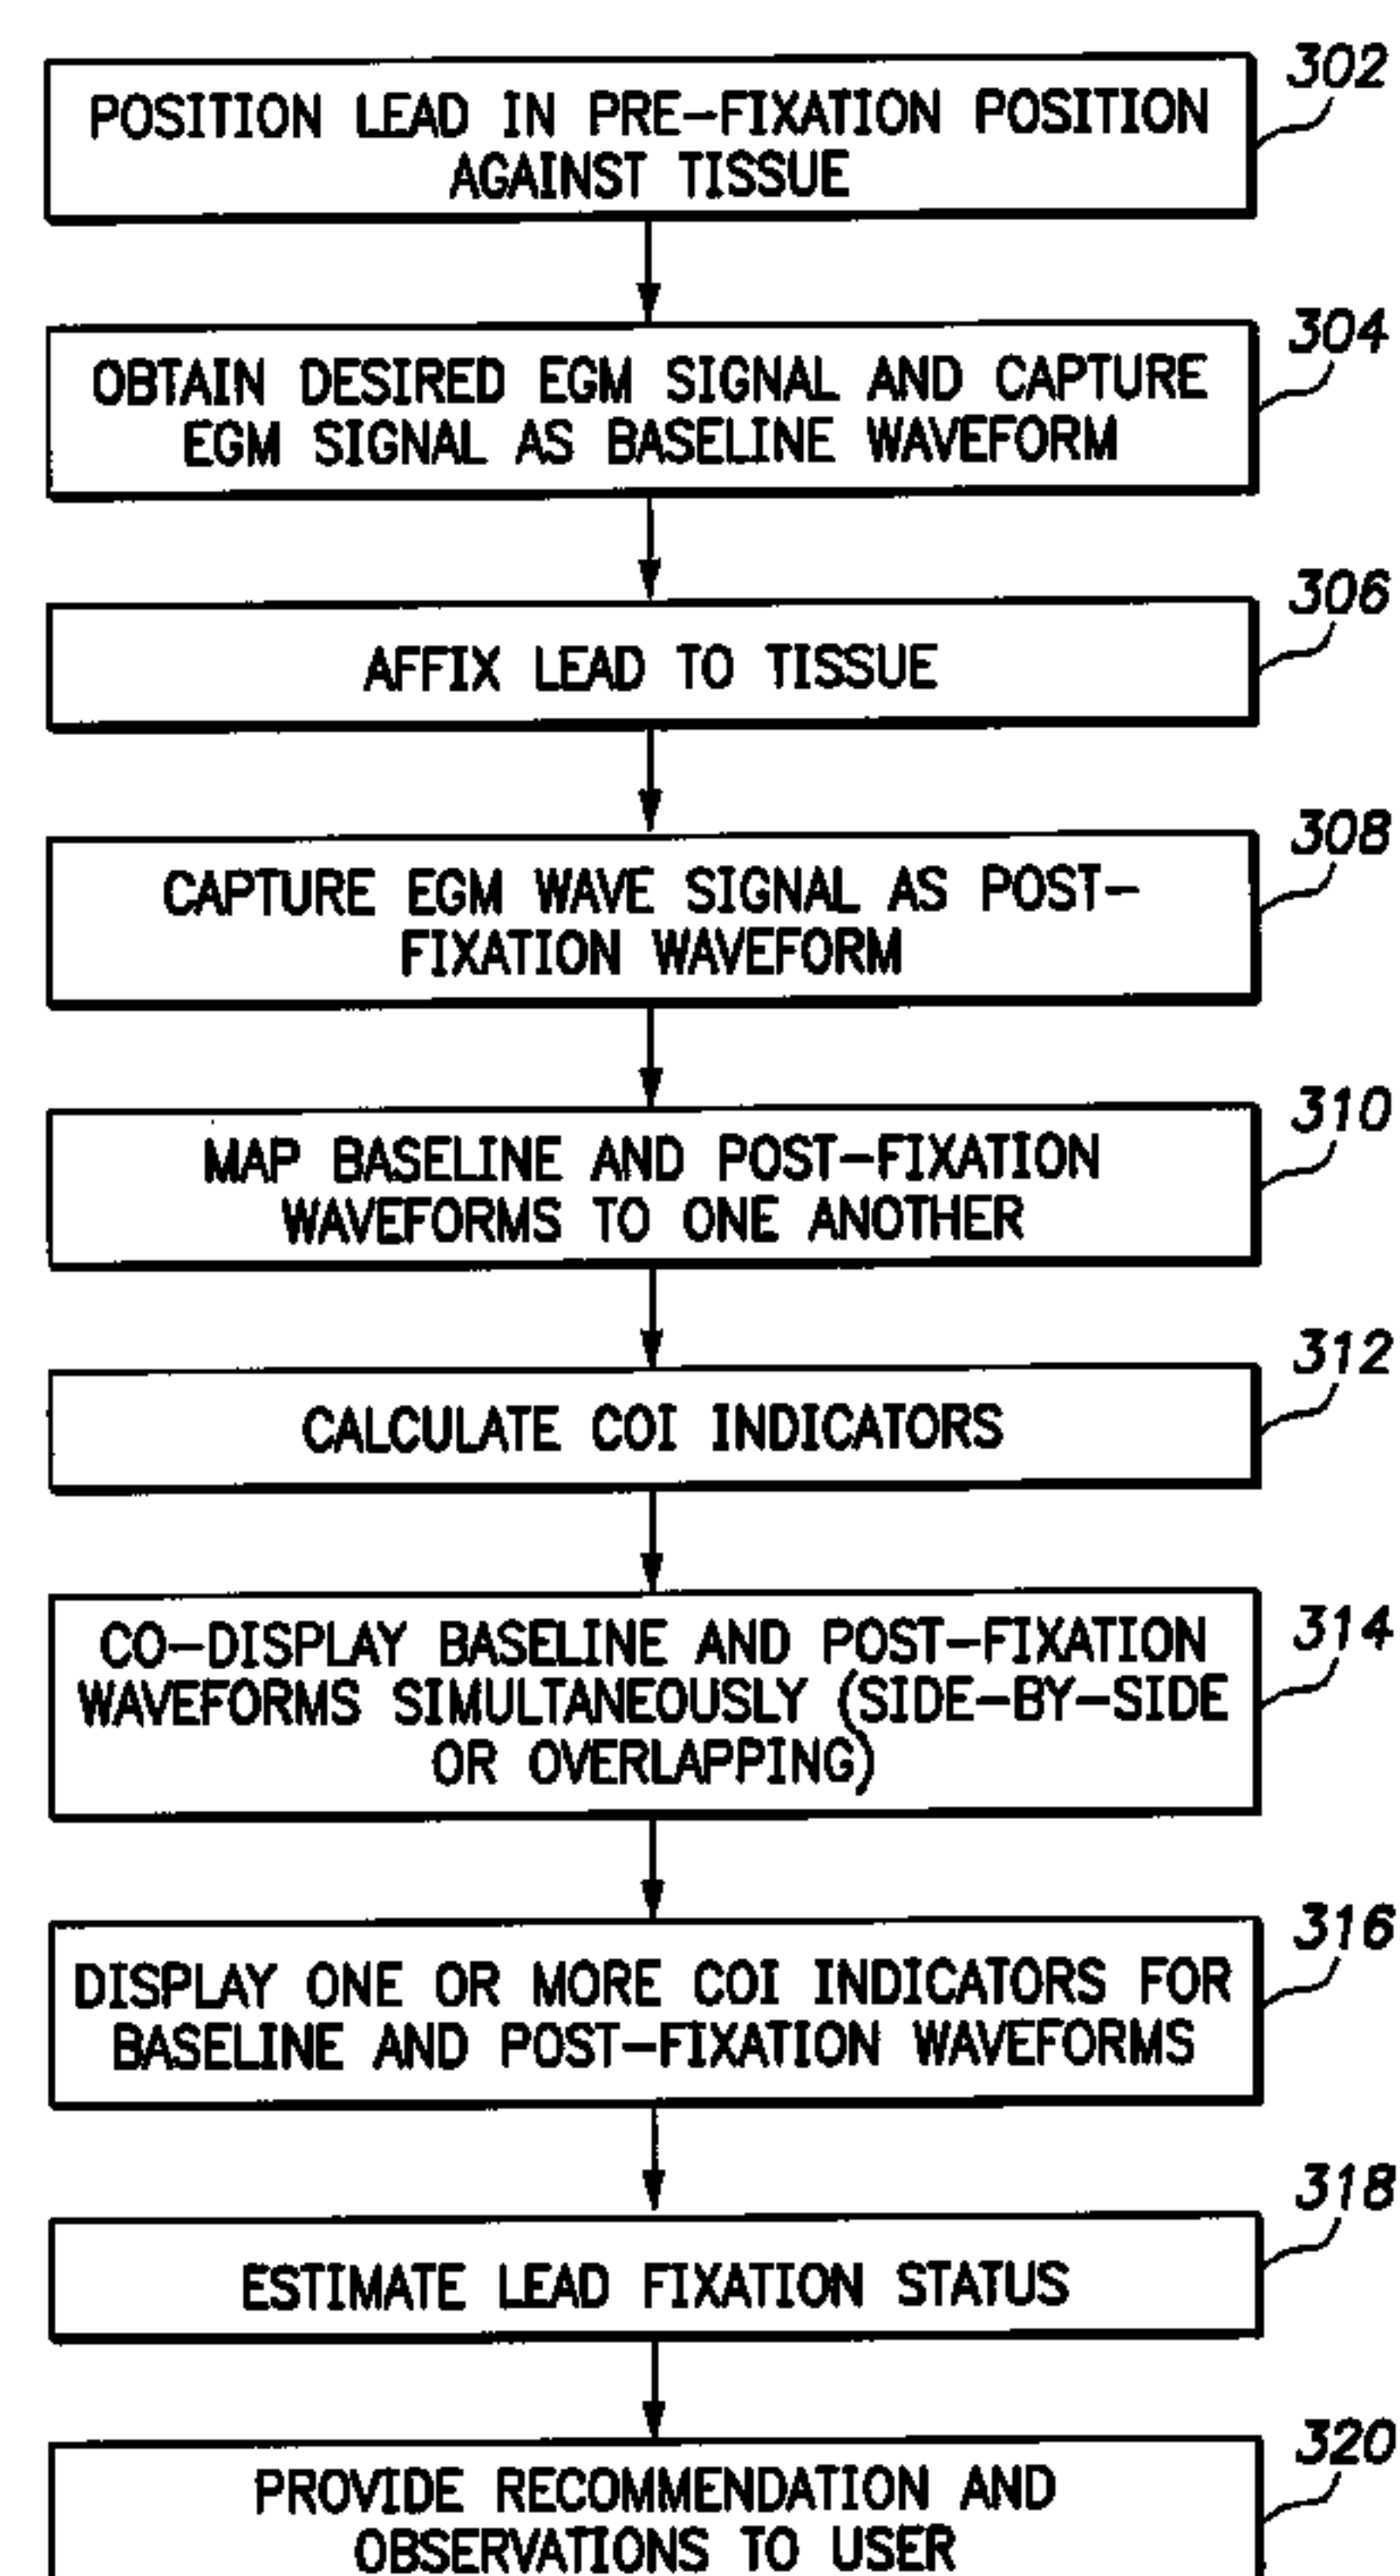 302
POSITION LEAD IN PRE-FIXATION POSITION
AGAINST TISSUE
304
OBTAIN DESIRED EGM SIGNAL AND CAPTURE
EGM SIGNAL AS BASELINE WAVEFORM
306
AFFIX LEAD TO TISSUE
308
CAPTURE EGM WAVE SIGNAL AS POST-
FIXATION WAVEFORM
310
MAP BASELINE AND POST-FIXATION
WAVEFORMS TO ONE ANOTHER
312
CALCULATE COI INDICATORS
314
CO-DISPLAY BASELINE AND POST-FIXATION
WAVEFORMS SIMULTANEOUSLY (SIDE-BY-SIDE
OR OVERLAPPING)
316
DISPLAY ONE OR MORE COI INDICATORS FOR
BASELINE AND POST-FIXATION WAVEFORMS
318
ESTIMATE LEAD FIXATION STATUS
320
PROVIDE RECOMMENDATION AND
OBSERVATIONS TO USER